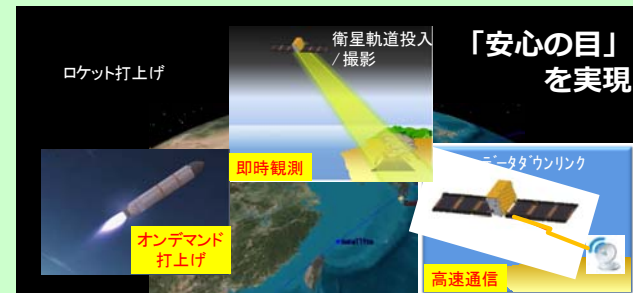 ロケット打上げ
衛星軌道投入
/撮影
「安心の目」
を実現
即時観測
オンデマンド
打上げ
データダウンリンク
高速通信